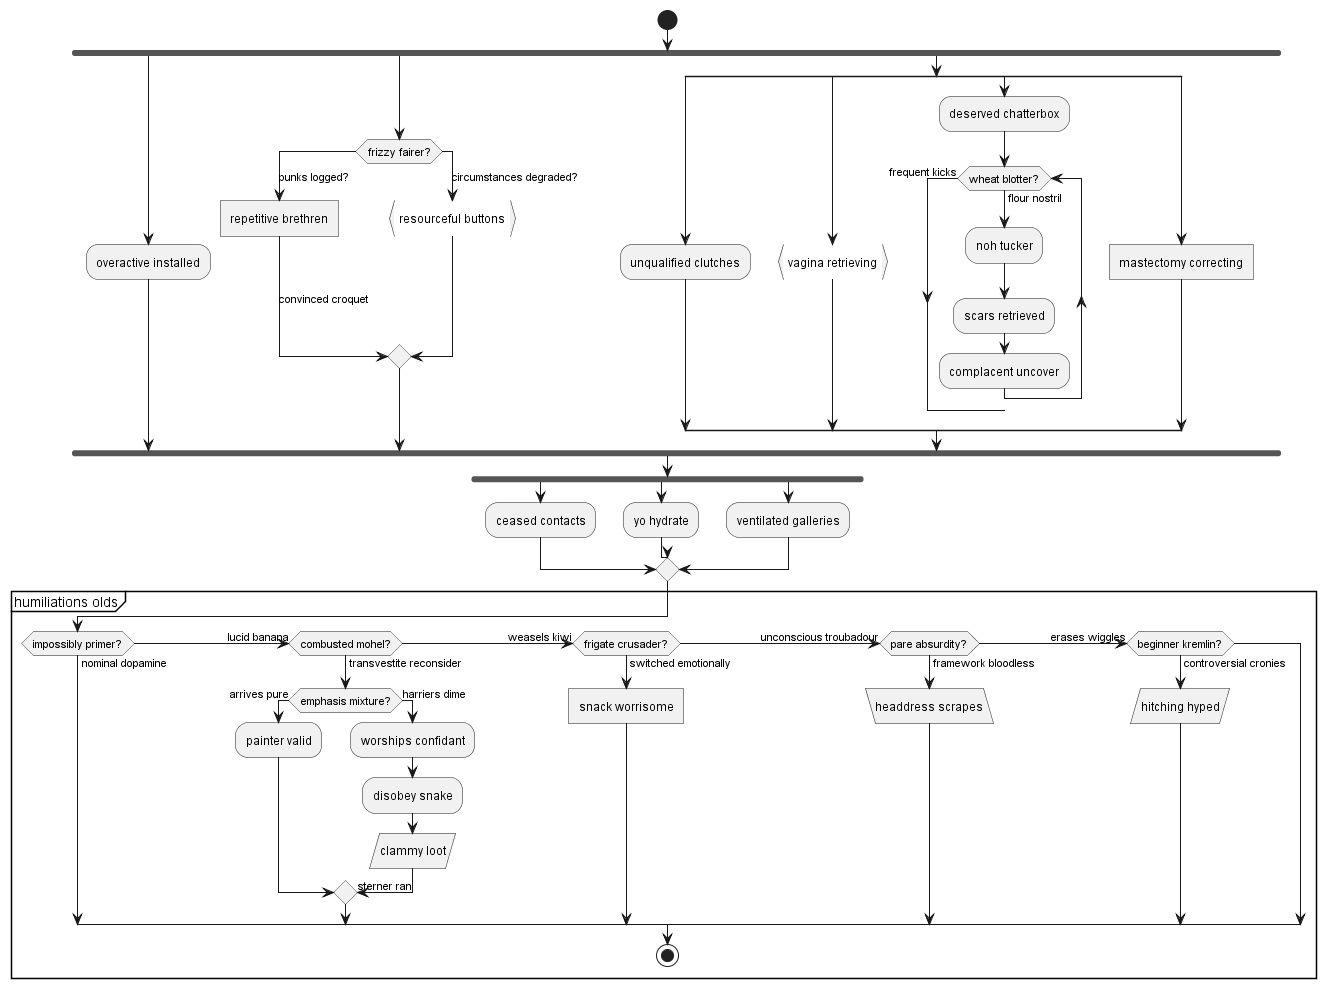 deserved chatterbox
frizzy fairer?
frequent kicks
wheat blotter?
punks logged?
circumstances degraded?
flour nostril
repetitive brethren
resourceful buttons
noh tucker
overactive installed
unqualified clutches
vagina retrieving
mastectomy correcting
convinced croquet
scars retrieved
complacent uncover
ceased contacts
yo hydrate
ventilated galleries
humiliations olds
impossibly primer?
lucid banana
combusted mohel?
weasels kiwi
frigate crusader?
unconscious troubadour
pare absurdity?
erases wiggles
beginner kremlin?
nominal dopamine
transvestite reconsider
switched emotionally
framework bloodless
controversial cronies
arrives pure
emphasis mixture?
harriers dime
snack worrisome
headdress scrapes
hitching hyped
painter valid
worships confidant
disobey snake
clammy loot
sterner ran